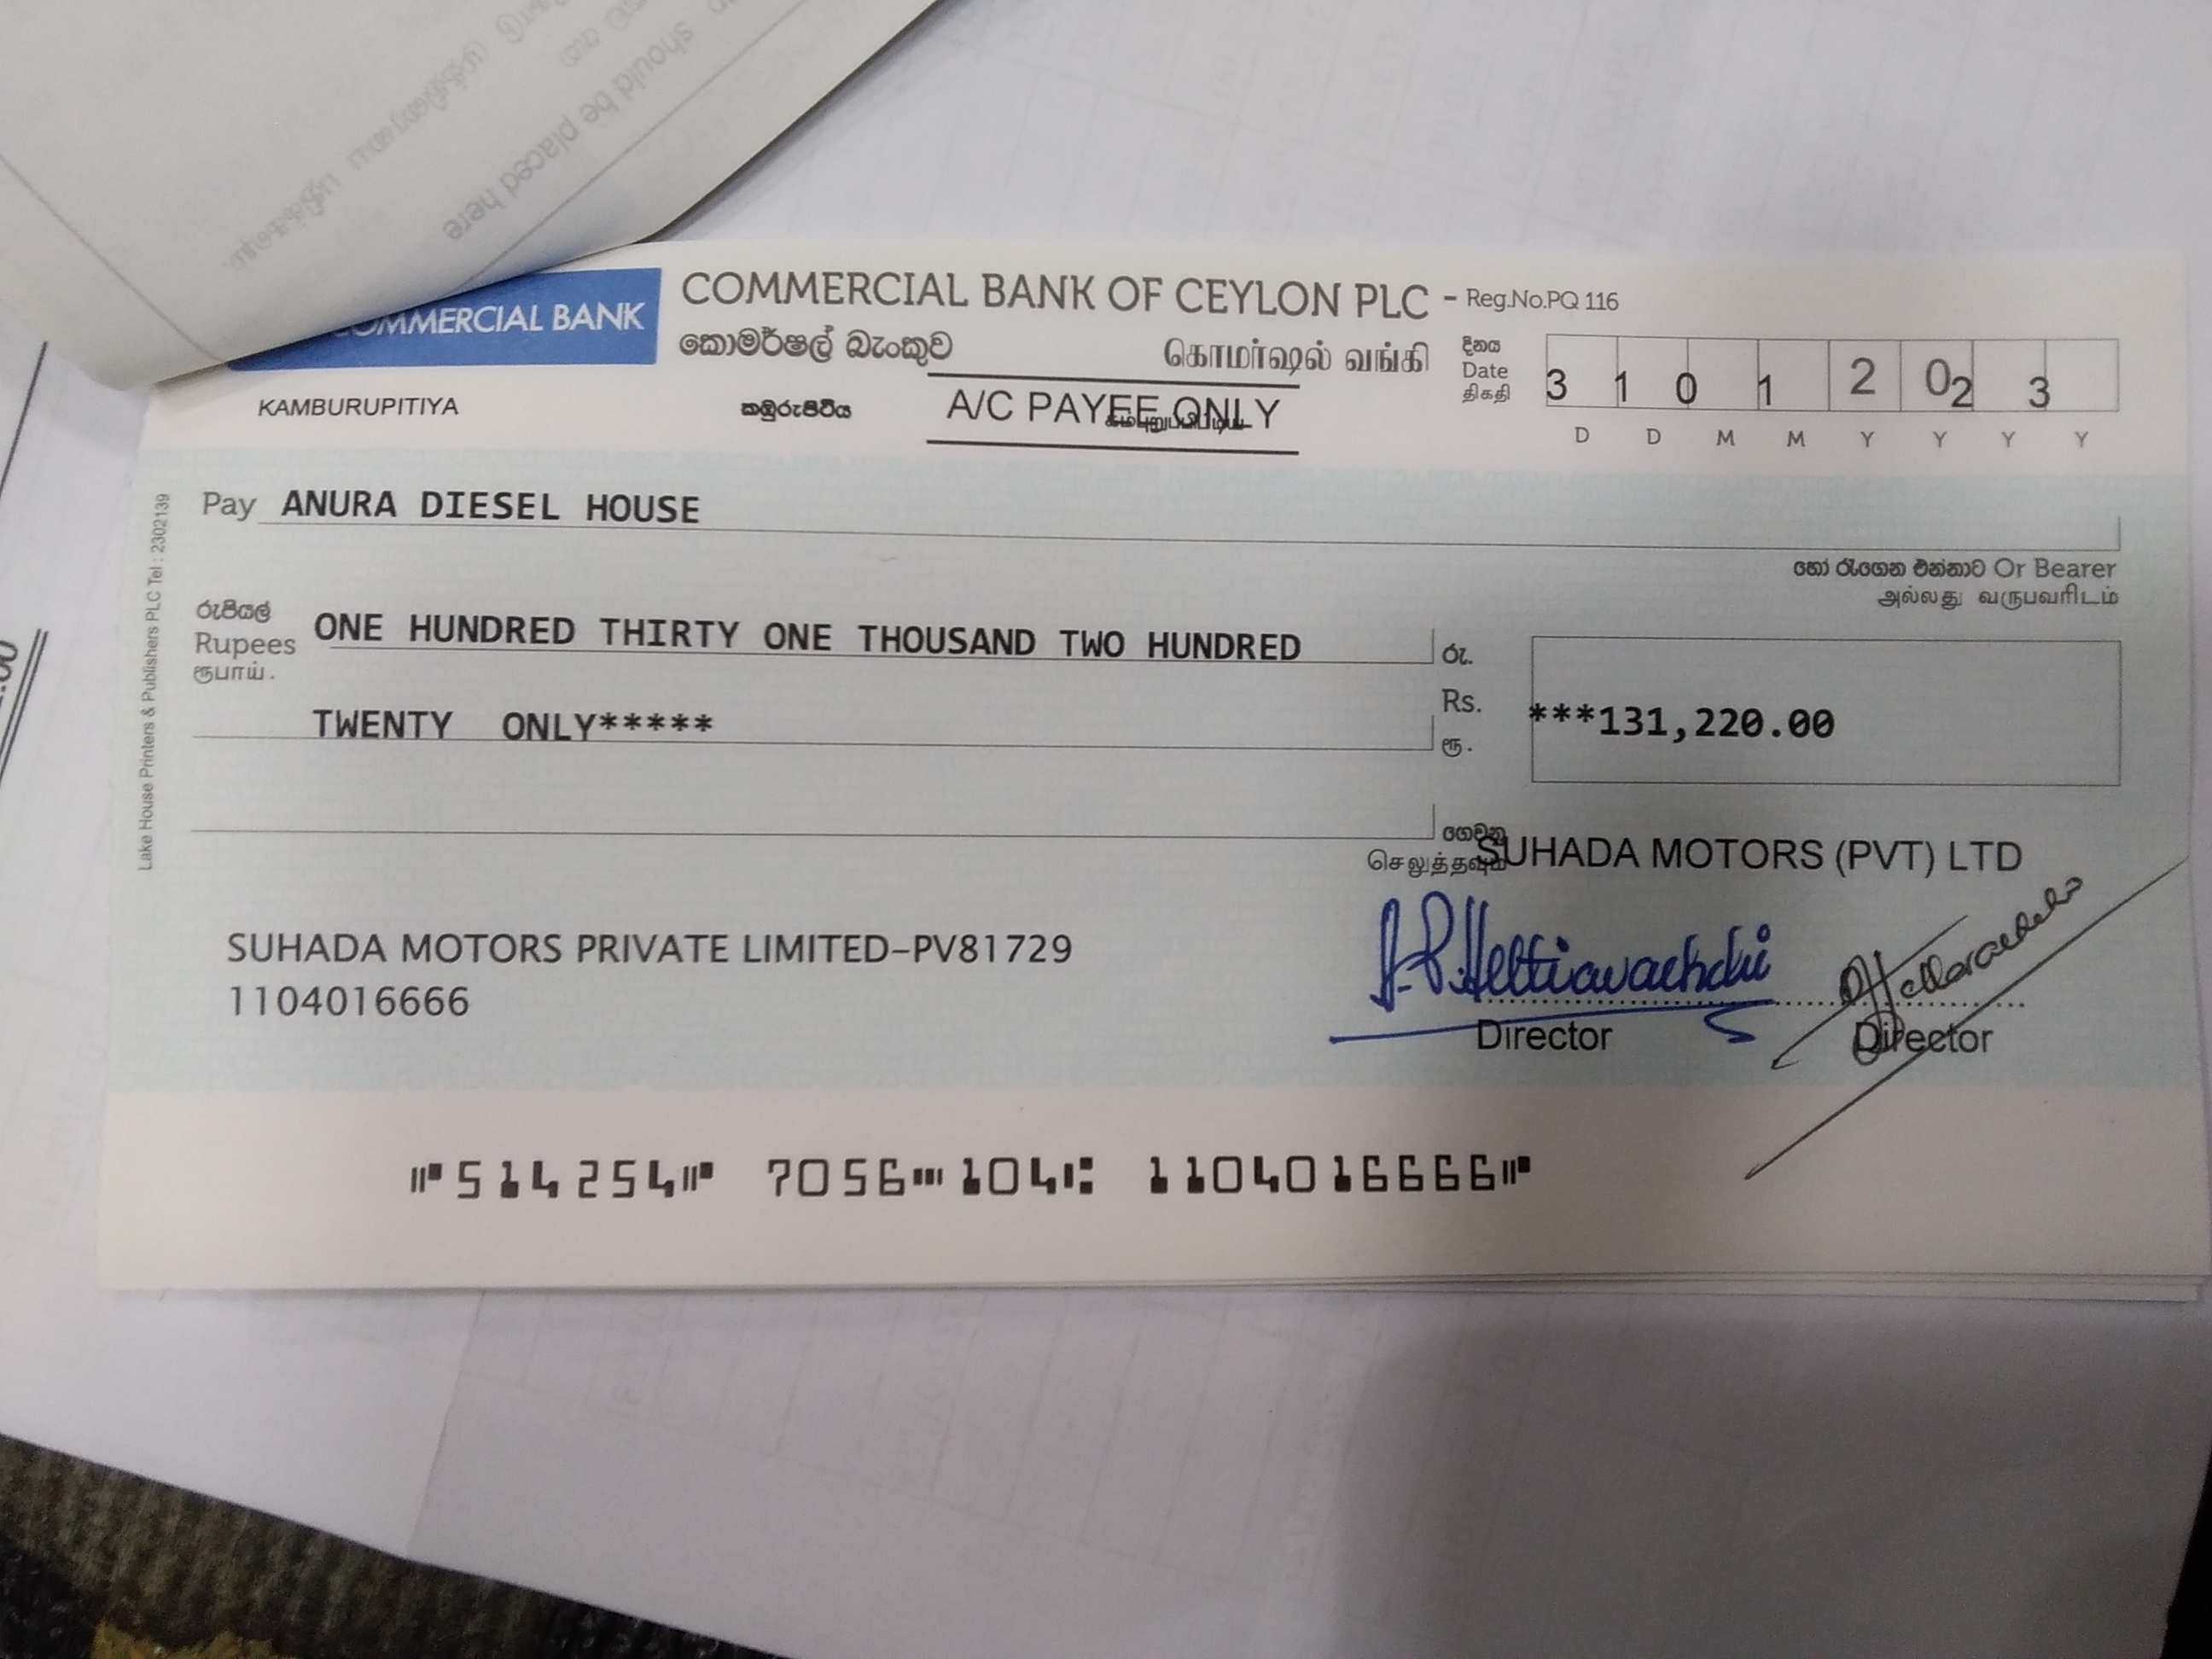 should be placed here
COMMERCIAL BANK
COMMERCIAL BANK OF CEYLON PLC - Reg.No.PQ 116
කොමර්ෂල් බැංකුව கொமர்ஷல் வங்கி
දිනය
Date
திகதி
3 1 0 1 2 0 2 3
D D M M Y Y Y Y
KAMBURUPITIYA කඹුරුපිටිය
A/C PAYEE ONLY
Pay ANURA DIESEL HOUSE
හෝ රැගෙන එන්නාට Or Bearer
அல்லது வருபவரிடம்
රුපියල්
Rupees
ரூபாய்.
ONE HUNDRED THIRTY ONE THOUSAND TWO HUNDRED
TWENTY ONLY*****
රු.
Rs.
ரூ.
***131,220.00
ගෙවනු
செலுத்தவும்
SUHADA MOTORS (PVT) LTD
SUHADA MOTORS PRIVATE LIMITED-PV81729
1104016666
Director Director
⑈514254⑈ 7056⑉104⑆ 1104016666⑈
Lake House Printers & Publishers PLC Tel : 2302139